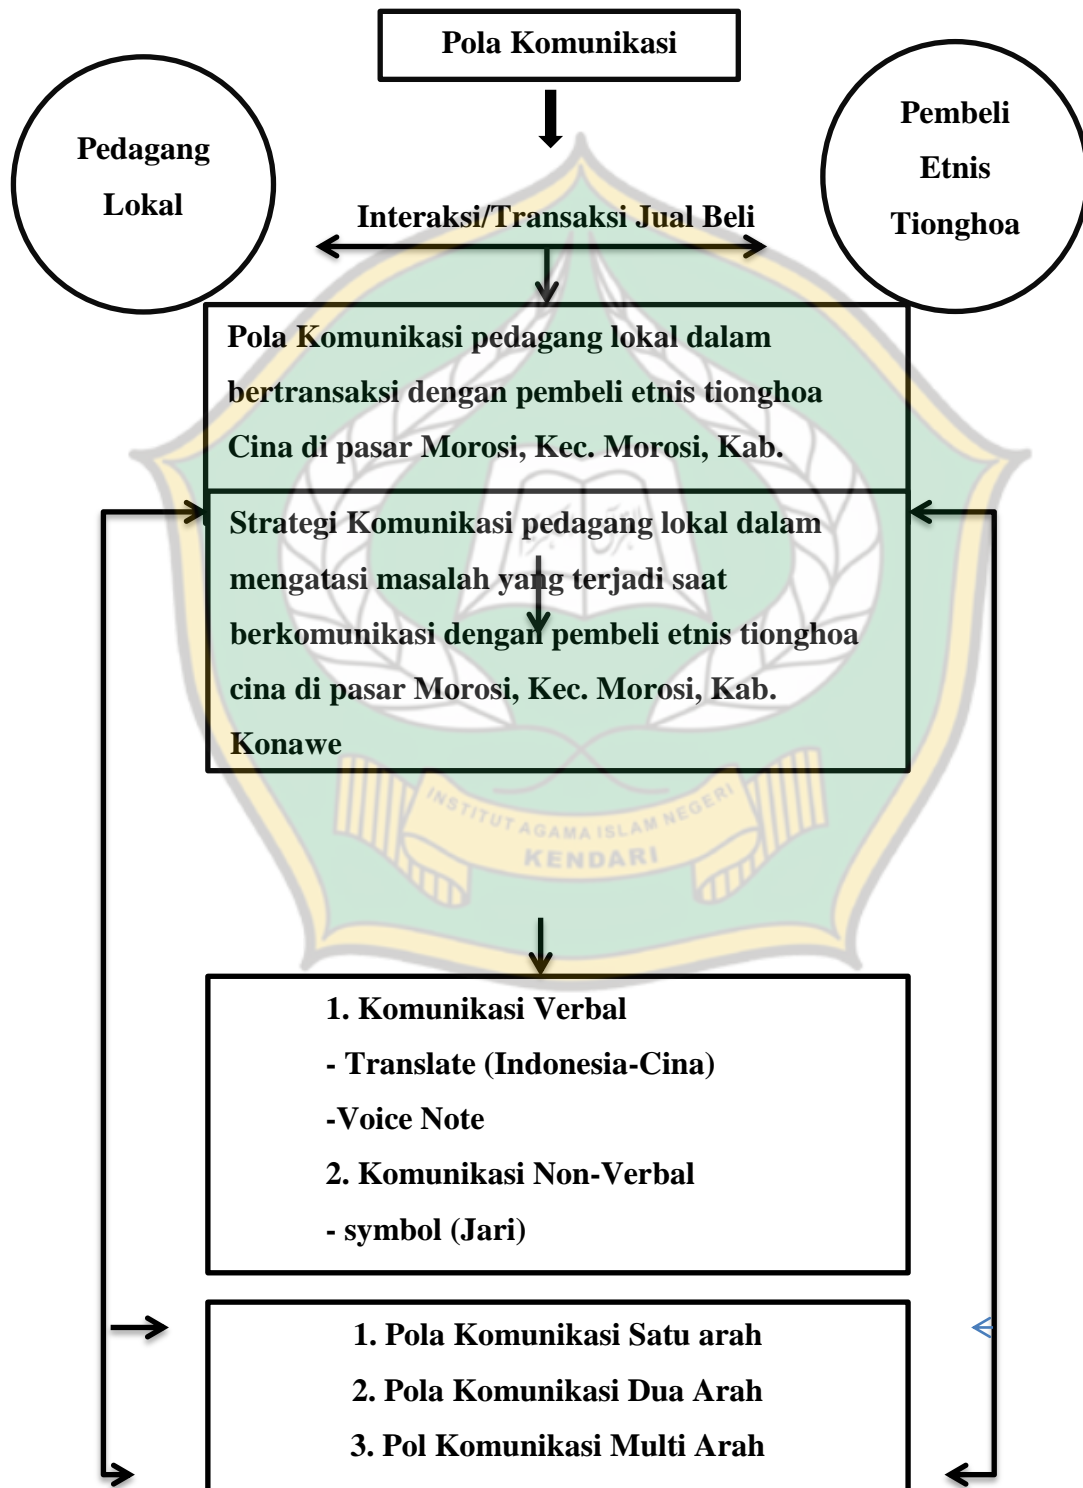 Pola Komunikasi
Pedagang
Lokal
Pembeli
Etnis
Tionghoa
Interaksi/Transaksi Jual Beli
Pola Komunikasi pedagang lokal dalam
bertransaksi dengan pembeli etnis tionghoa
Cina di pasar Morosi, Kec. Morosi, Kab.
Strategi Komunikasi pedagang lokal dalam
mengatasi masalah yang terjadi saat
berkomunikasi dengan pembeli etnis tionghoa
cina di pasar Morosi, Kec. Morosi, Kab.
Konawe
INSTITUT AGAMA ISLAM NEGERI
KENDARI
1. Komunikasi Verbal
- Translate (Indonesia-Cina)
-Voice Note
2. Komunikasi Non-Verbal
- symbol (Jari)
1. Pola Komunikasi Satu arah
2. Pola Komunikasi Dua Arah
3. Pol Komunikasi Multi Arah